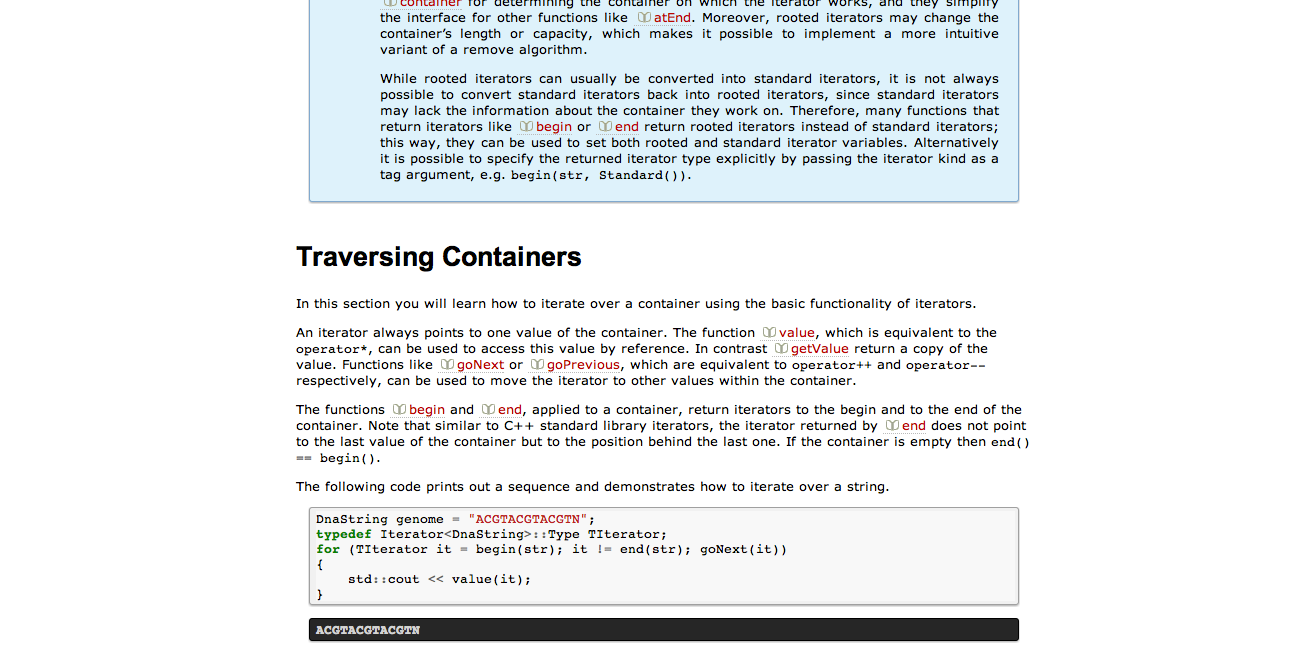 container for determining the container on which the iterator works, and they simplify
the interface for other functions like atEnd. Moreover, rooted iterators may change the
container’s length or capacity, which makes it possible to implement a more intuitive
variant of a remove algorithm.
While rooted iterators can usually be converted into standard iterators, it is not always
possible to convert standard iterators back into rooted iterators, since standard iterators
may lack the information about the container they work on. Therefore, many functions that
return iterators like begin or end return rooted iterators instead of standard iterators;
this way, they can be used to set both rooted and standard iterator variables. Alternatively
it is possible to specify the returned iterator type explicitly by passing the iterator kind as a
tag argument, e.g. begin(str, Standard()).
Traversing Containers
In this section you will learn how to iterate over a container using the basic functionality of iterators.
An iterator always points to one value of the container. The function value, which is equivalent to the
operator*, can be used to access this value by reference. In contrast getValue return a copy of the
value. Functions like goNext or goPrevious, which are equivalent to operator++ and operator--
respectively, can be used to move the iterator to other values within the container.
The functions begin and end, applied to a container, return iterators to the begin and to the end of the
container. Note that similar to C++ standard library iterators, the iterator returned by end does not point
to the last value of the container but to the position behind the last one. If the container is empty then end()
== begin().
The following code prints out a sequence and demonstrates how to iterate over a string.
DnaString genome = "ACGTACGTACGTN";
typedef Iterator<DnaString>::Type TIterator;
for (TIterator it = begin(str); it != end(str); goNext(it))
{
    std::cout << value(it);
}
ACGTACGTACGTN